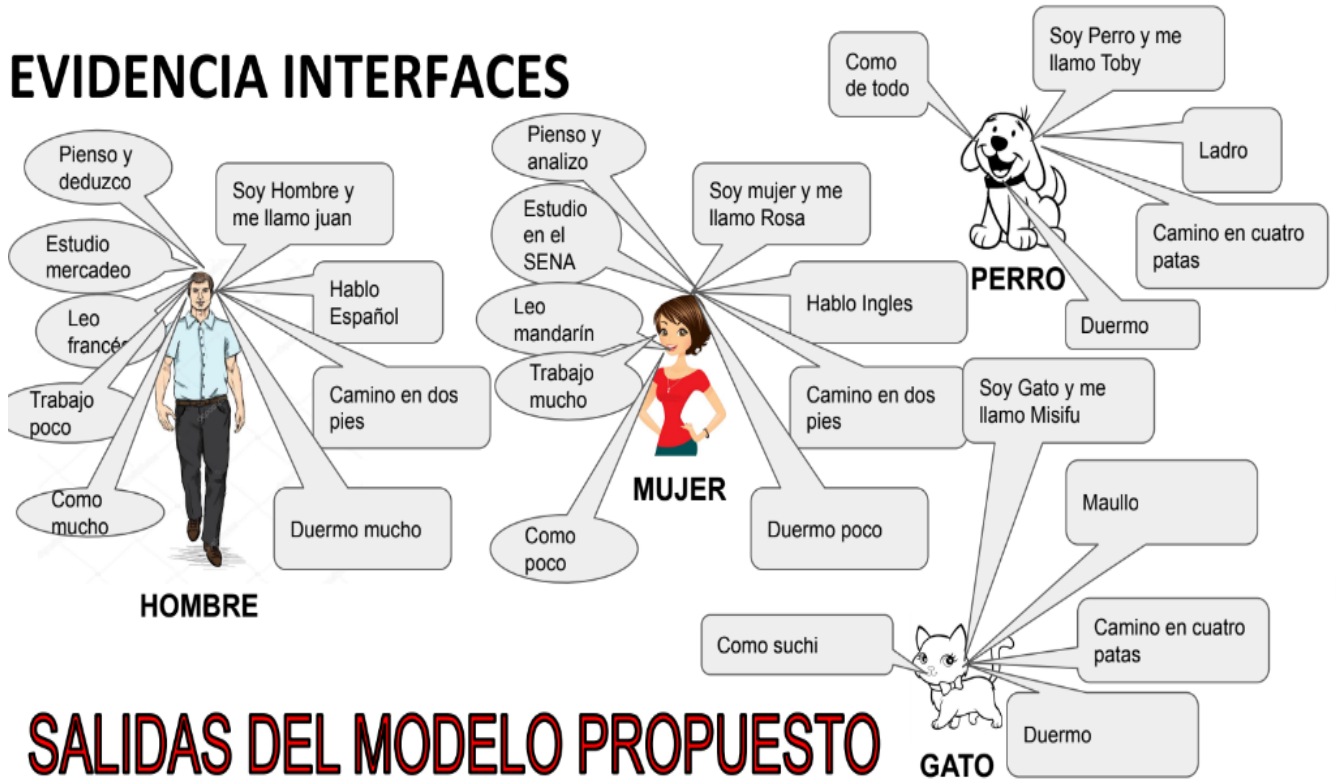 EVIDENCIA INTERFACES
Pienso y
deduzco
Soy Hombre y
me llamo juan
Estudio
mercadeo
Hablo
Español
Leo
francés
Trabajo
poco
Camino en dos
pies
Como
mucho
Duermo mucho
HOMBRE
Pienso y
analizo
Soy mujer y me
llamo Rosa
Estudio
en el
SENA
Hablo Ingles
Leo
mandarín
Trabajo
mucho
Camino en dos
pies
Como
poco
Duermo poco
MUJER
Como
de todo
Soy Perro y me
llamo Toby
Ladro
Camino en cuatro
patas
Duermo
PERRO
Soy Gato y me
llamo Misifu
Maullo
Camino en cuatro
patas
Como suchi
Duermo
GATO
SALIDAS DEL MODELO PROPUESTO